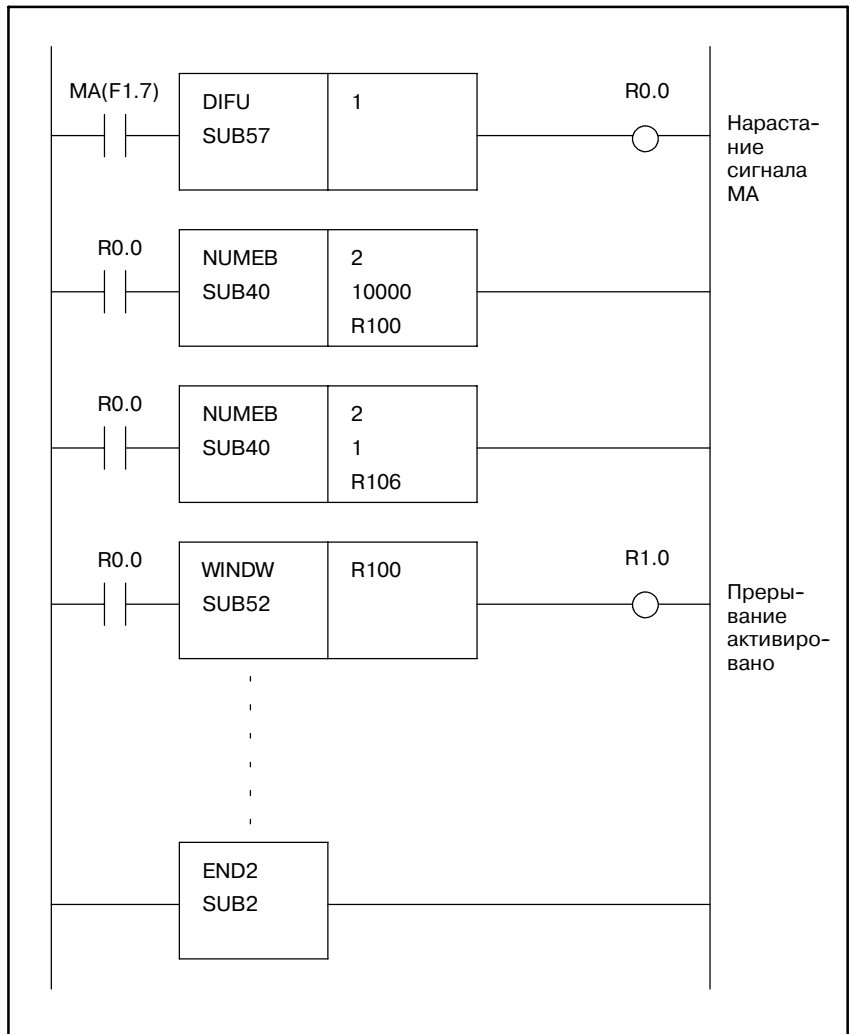 MA(F1.7)
DIFU
SUB57
1
R0.0
Нараста-
ние
сигнала
MA
R0.0
NUMEB
SUB40
2
10000
R100
R0.0
NUMEB
SUB40
2
1
R106
R0.0
WINDW
SUB52
R100
R1.0
Преры-
вание
активиро-
вано
END2
SUB2